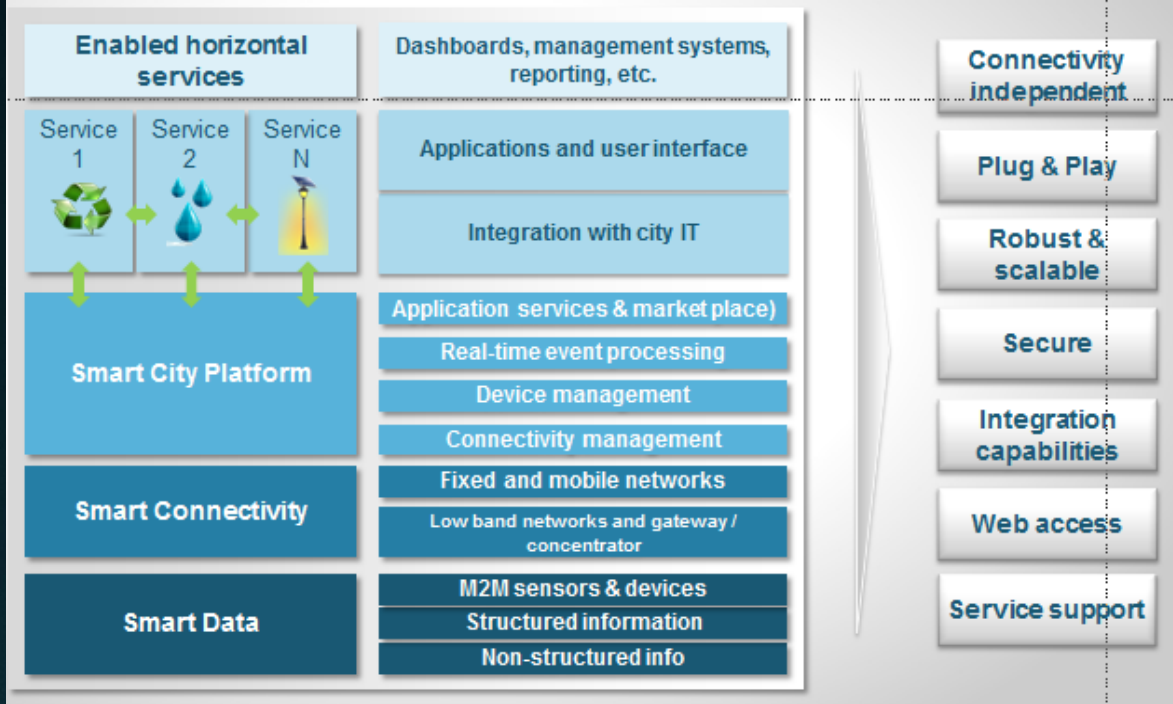 Enabled horizontal
services
Dashboards, management systems,
reporting, etc.
Service
1
Service
2
Service
N
Applications and user interface
Integration with city IT
Smart City Platform
Application services & market place)
Real-time event processing
Device management
Connectivity management
Smart Connectivity
Fixed and mobile networks
Low band networks and gateway /
concentrator
Smart Data
M2M sensors & devices
Structured information
Non-structured info
Connectivity
independent
Plug & Play
Robust &
scalable
Secure
Integration
capabilities
Web access
Service support